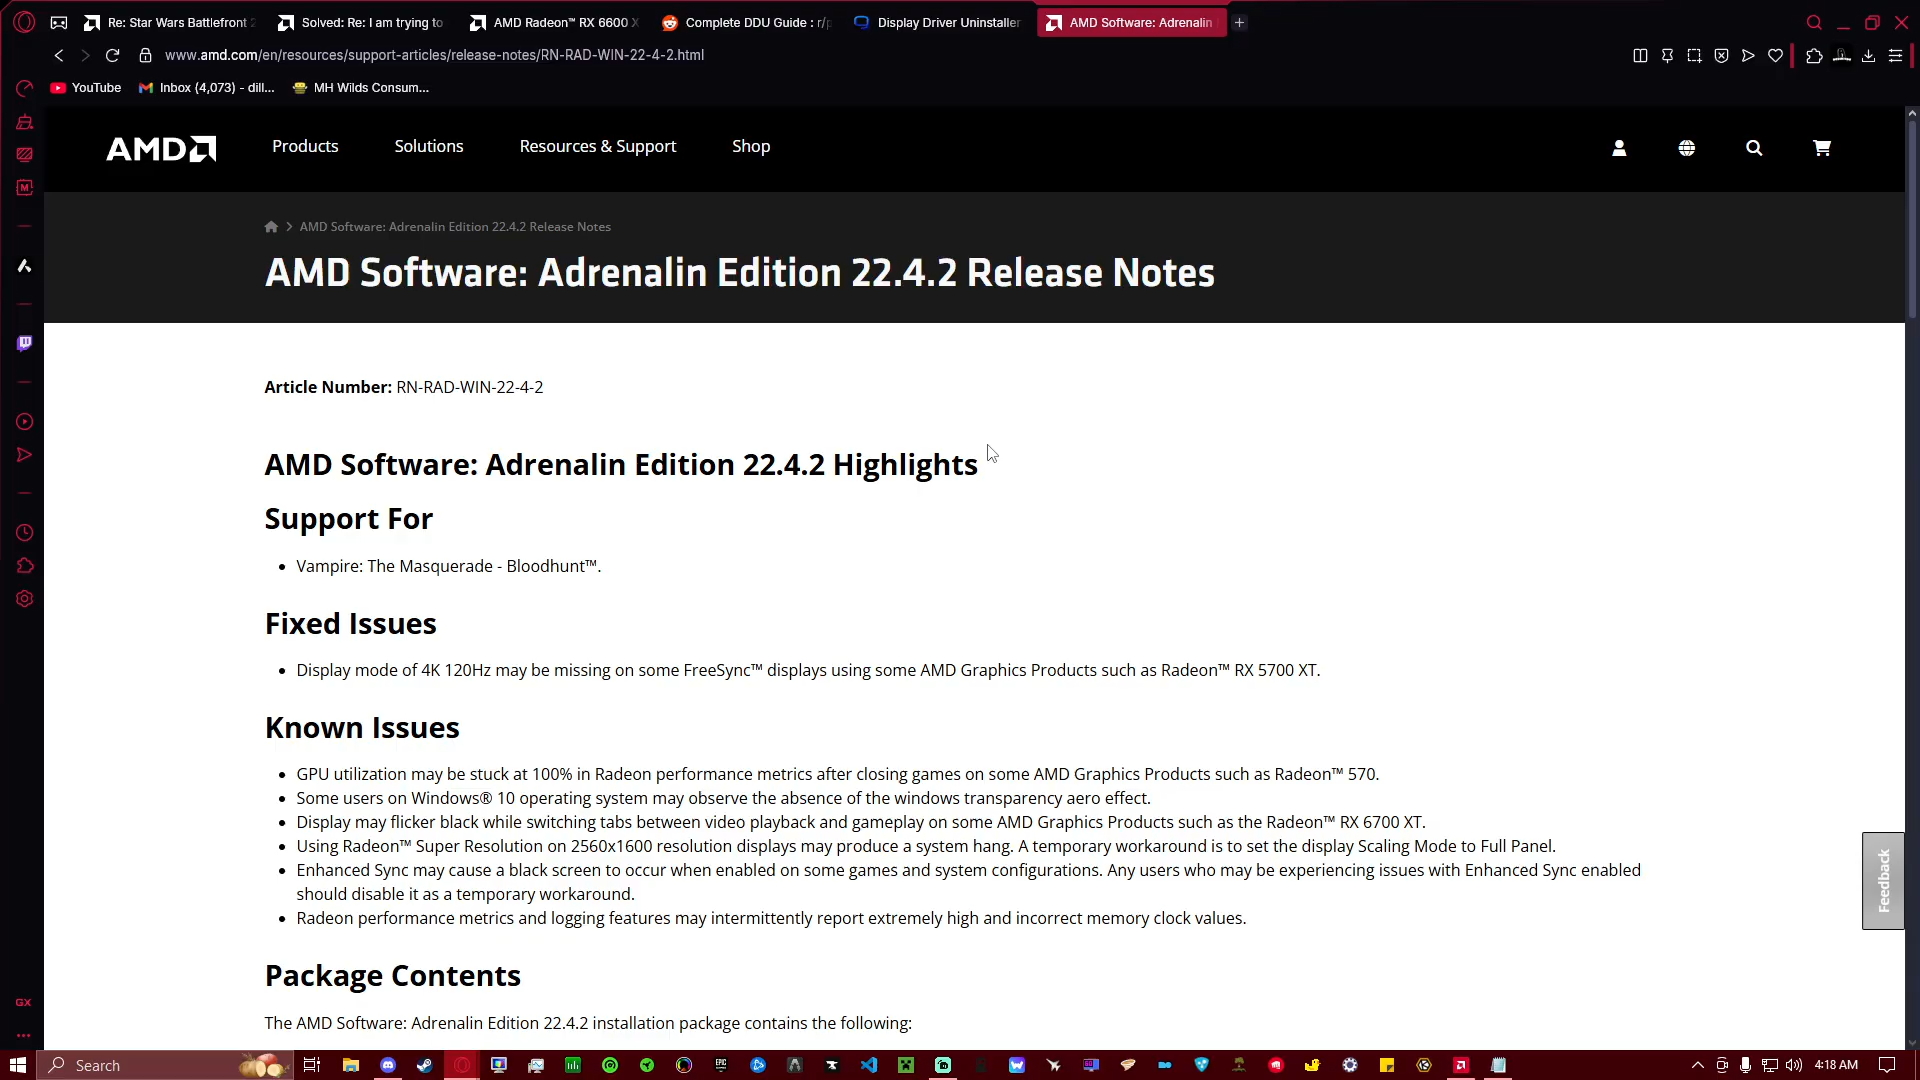 Re: Star Wars Battlefront 2
Solved: Re: I am trying to
AMD Radeon™ RX 6600 X
Complete DDU Guide : r/p
Display Driver Uninstaller
AMD Software: Adrenalin
www.amd.com/en/resources/support-articles/release-notes/RN-RAD-WIN-22-4-2.html
YouTube
Inbox (4,073) - dill...
MH Wilds Consum...
AMD
Products
Solutions
Resources & Support
Shop
AMD Software: Adrenalin Edition 22.4.2 Release Notes
AMD Software: Adrenalin Edition 22.4.2 Release Notes
Article Number: RN-RAD-WIN-22-4-2
AMD Software: Adrenalin Edition 22.4.2 Highlights
Support For
• Vampire: The Masquerade - Bloodhunt™.
Fixed Issues
• Display mode of 4K 120Hz may be missing on some FreeSync™ displays using some AMD Graphics Products such as Radeon™ RX 5700 XT.
Known Issues
• GPU utilization may be stuck at 100% in Radeon performance metrics after closing games on some AMD Graphics Products such as Radeon™ 570.
• Some users on Windows® 10 operating system may observe the absence of the windows transparency aero effect.
• Display may flicker black while switching tabs between video playback and gameplay on some AMD Graphics Products such as the Radeon™ RX 6700 XT.
• Using Radeon™ Super Resolution on 2560x1600 resolution displays may produce a system hang. A temporary workaround is to set the display Scaling Mode to Full Panel.
• Enhanced Sync may cause a black screen to occur when enabled on some games and system configurations. Any users who may be experiencing issues with Enhanced Sync enabled
should disable it as a temporary workaround.
• Radeon performance metrics and logging features may intermittently report extremely high and incorrect memory clock values.
Feedback
Package Contents
The AMD Software: Adrenalin Edition 22.4.2 installation package contains the following:
GX
Search
4:18 AM